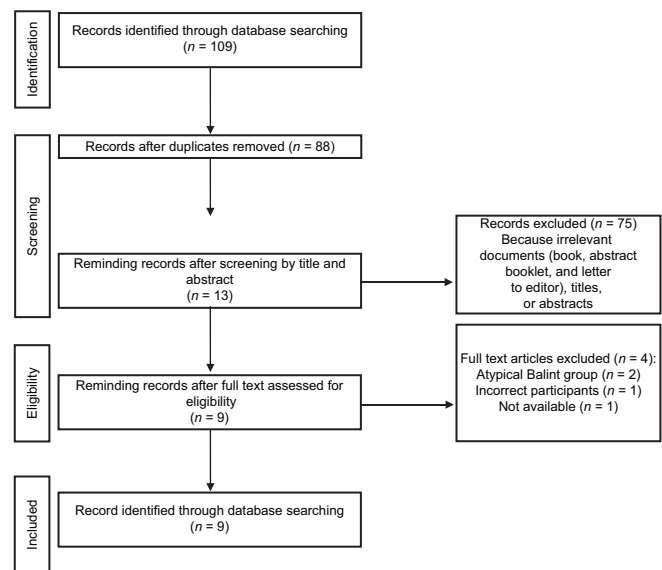 Identification
Records identified through database searching
(n = 109)
Screening
Records after duplicates removed (n = 88)
Reminding records after screening by title and
abstract
(n = 13)
Records excluded (n = 75)
Because irrelevant
documents (book, abstract
booklet, and letter
to editor), titles,
or abstracts
Eligibility
Reminding records after full text assessed for
eligibility
(n = 9)
Full text articles excluded (n = 4):
Atypical Balint group (n = 2)
Incorrect participants (n = 1)
Not available (n = 1)
Included
Record identified through database searching
(n = 9)